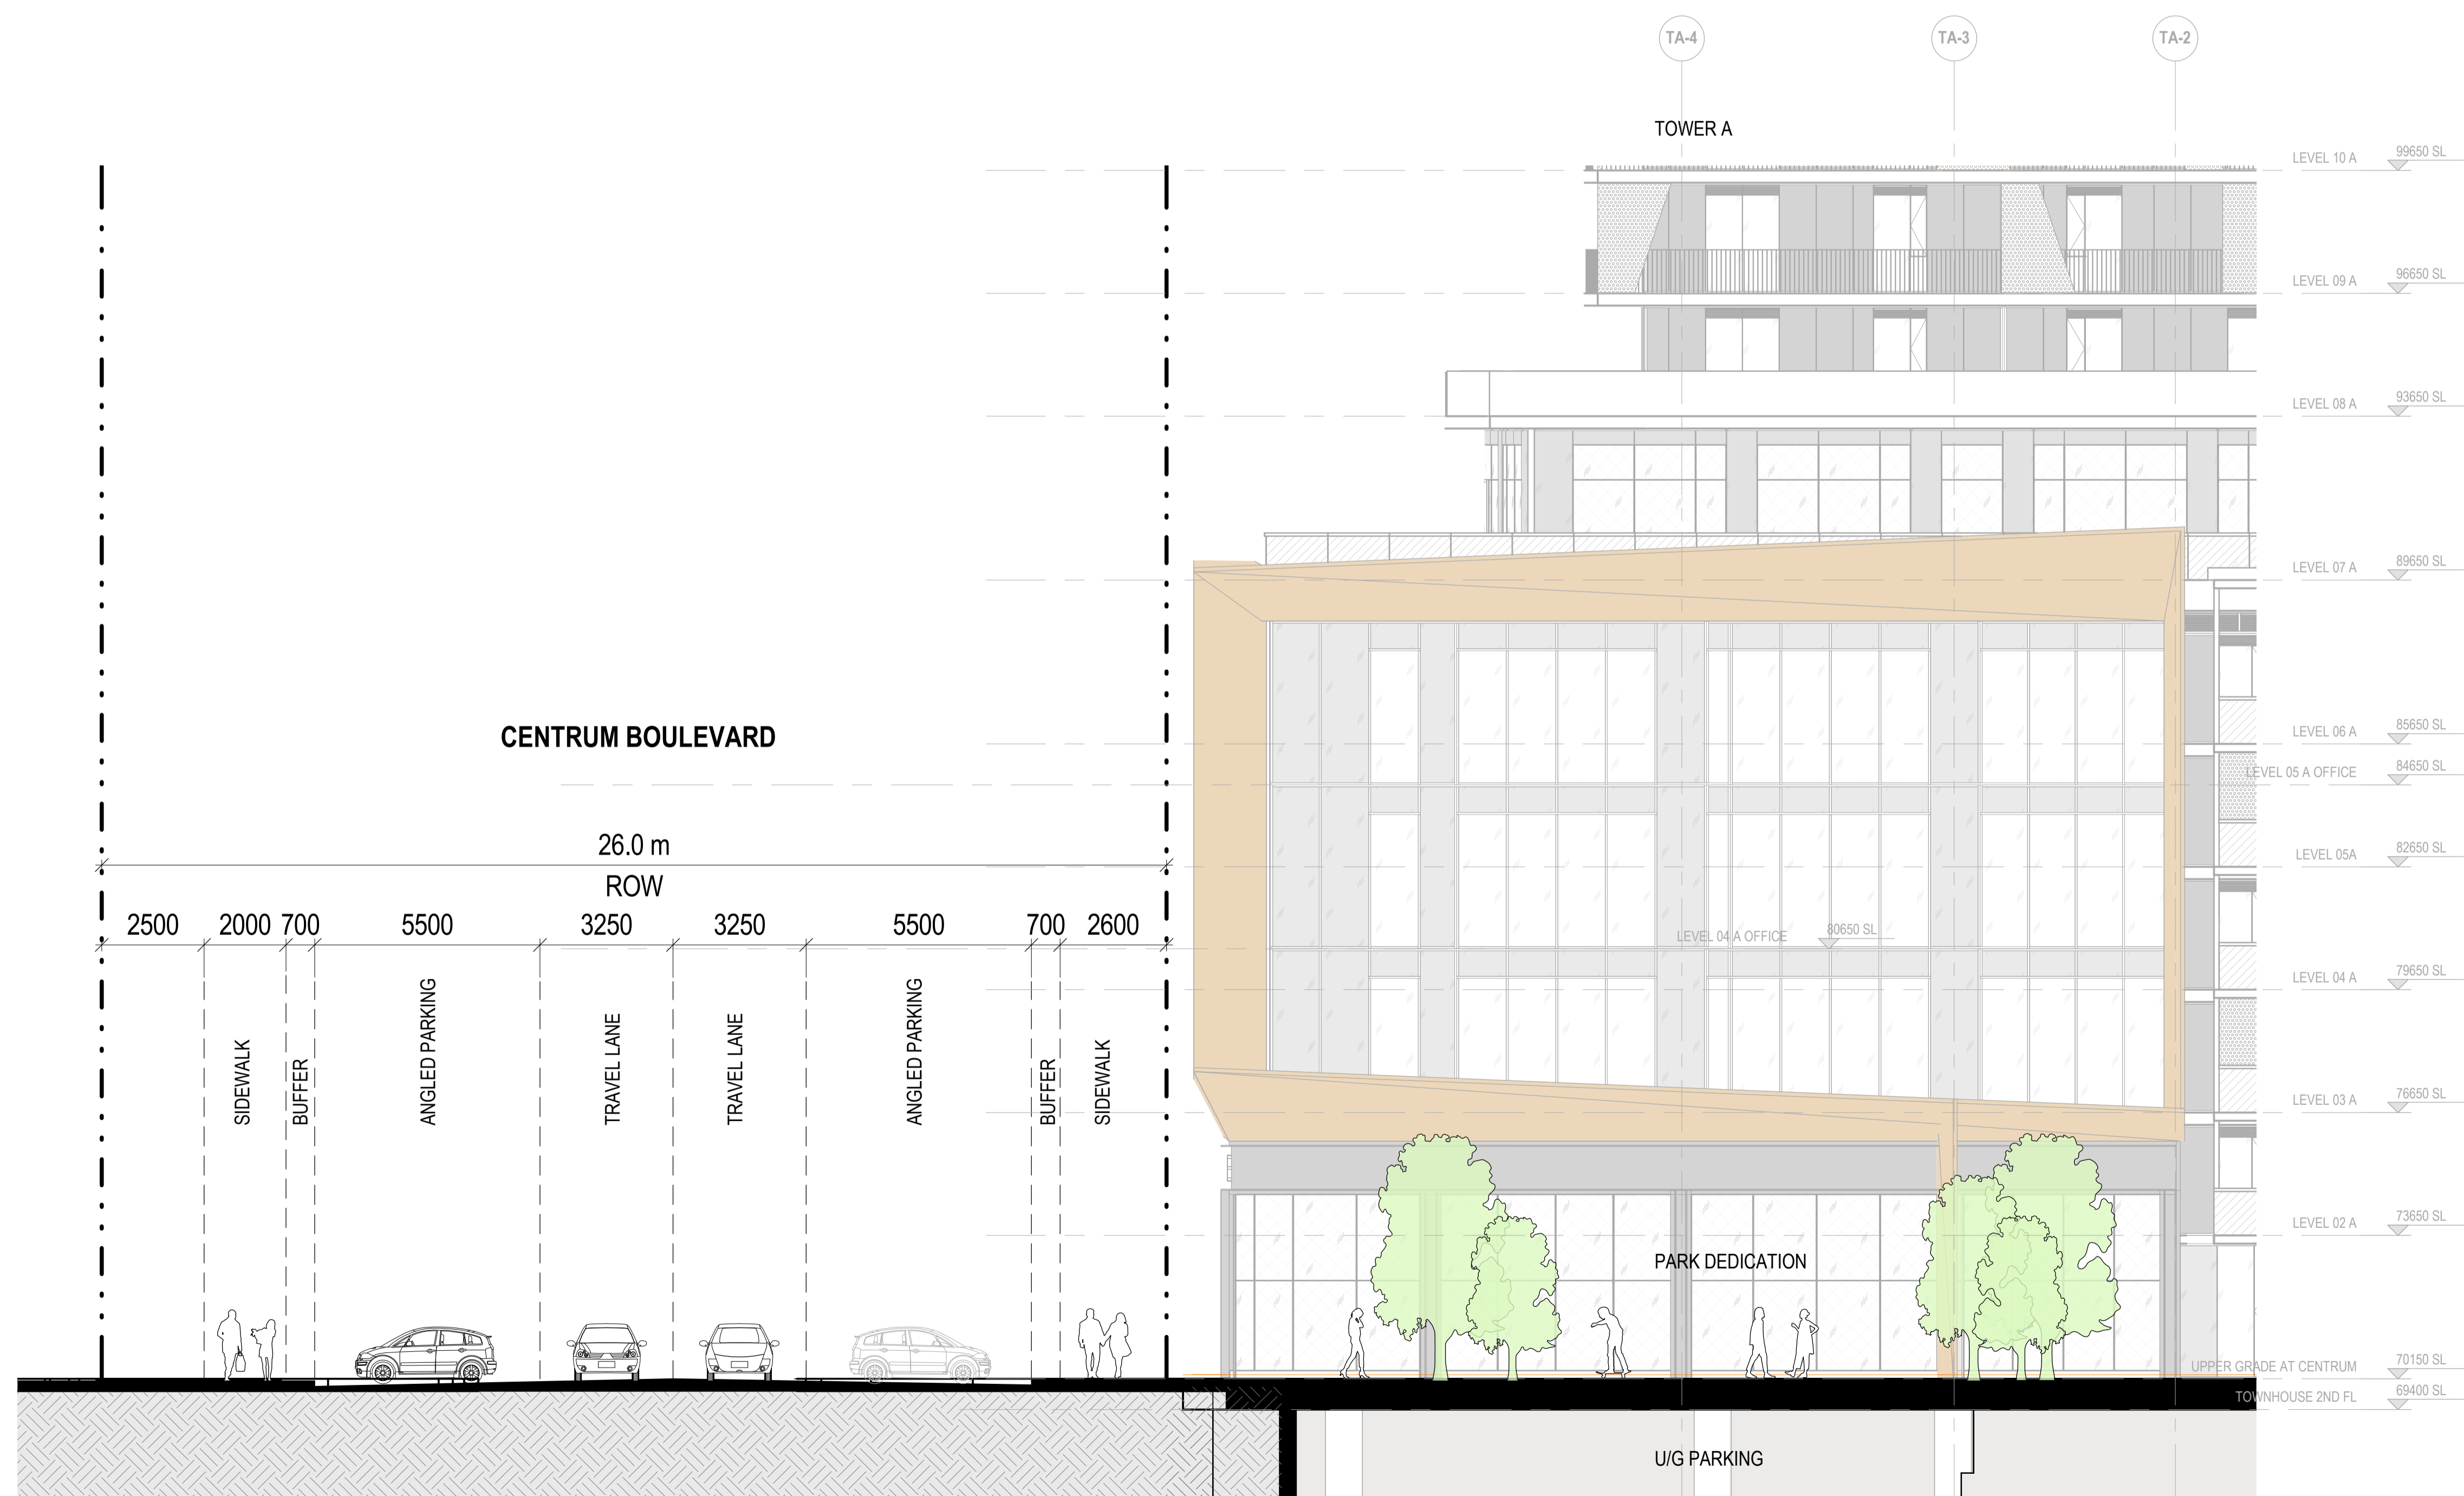 TA-4
TA-3
TA-2
TOWER A
LEVEL 10 A
99650 SL
LEVEL 09 A
96650 SL
LEVEL 08 A
93650 SL
LEVEL 07 A
89650 SL
CENTRUM BOULEVARD
LEVEL 06 A
85650 SL
LEVEL 05 A OFFICE
84650 SL
26.0 m
ROW
LEVEL 05A
82650 SL
2500
2000
700
5500
3250
3250
5500
700
2600
LEVEL 04 A OFFICE
80650 SL
LEVEL 04 A
79650 SL
SIDEWALK
BUFFER
ANGLED PARKING
TRAVEL LANE
TRAVEL LANE
ANGLED PARKING
BUFFER
SIDEWALK
LEVEL 03 A
76650 SL
LEVEL 02 A
73650 SL
PARK DEDICATION
UPPER GRADE AT CENTRUM
70150 SL
TOWNHOUSE 2ND FL
69400 SL
U/G PARKING